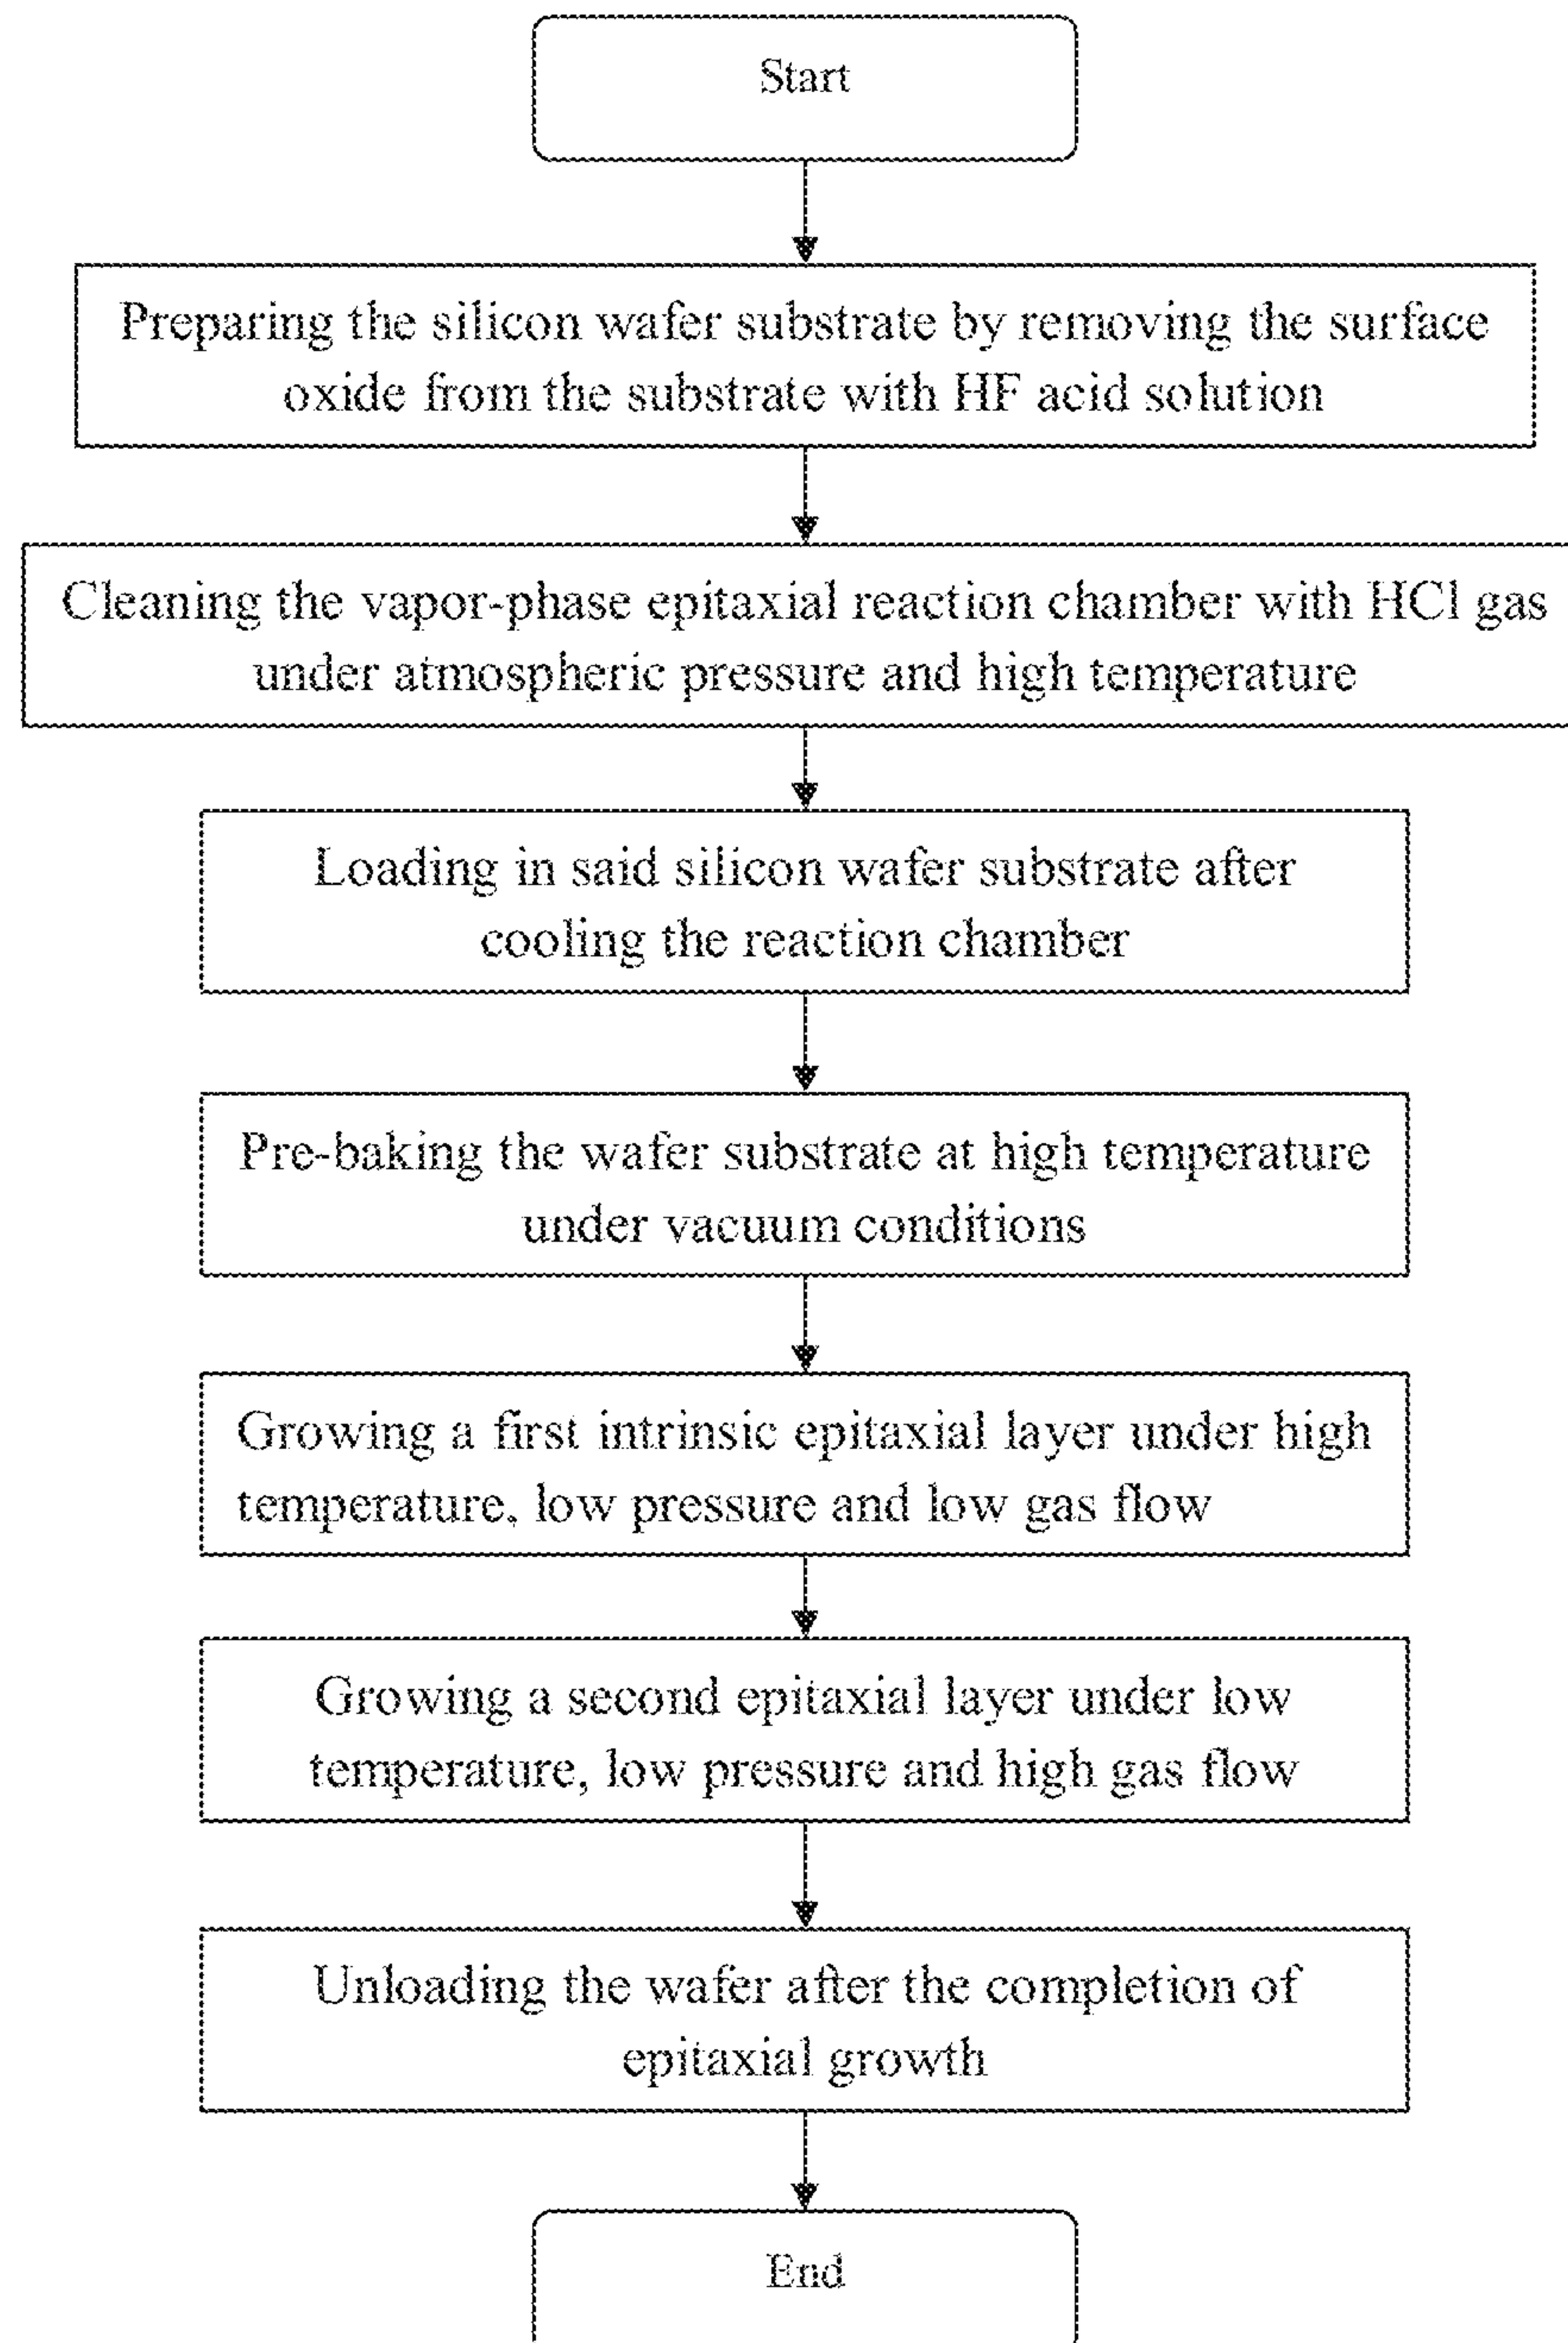 Start
Preparing the silicon wafer substrate by removing the surface
oxide from the substrate with HF acid solution
Cleaning the vapor-phase epitaxial reaction chamber with HCl gas
under atmospheric pressure and high temperature
Loading in said silicon wafer substrate after
cooling the reaction chamber
Pre-baking the wafer substrate at high temperature
under vacuum conditions
Growing a first intrinsic epitaxial layer under high
temperature, low pressure and low gas flow
Growing a second epitaxial layer under low
temperature, low pressure and high gas flow
Unloading the wafer after the completion of
epitaxial growth
End